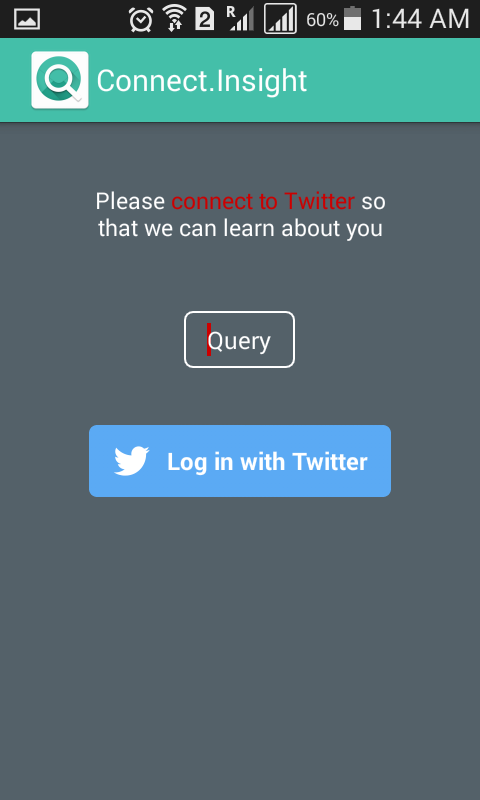 2 R 60% 1:44 AM
Connect.Insight
Please connect to Twitter so
that we can learn about you
Query
Log in with Twitter